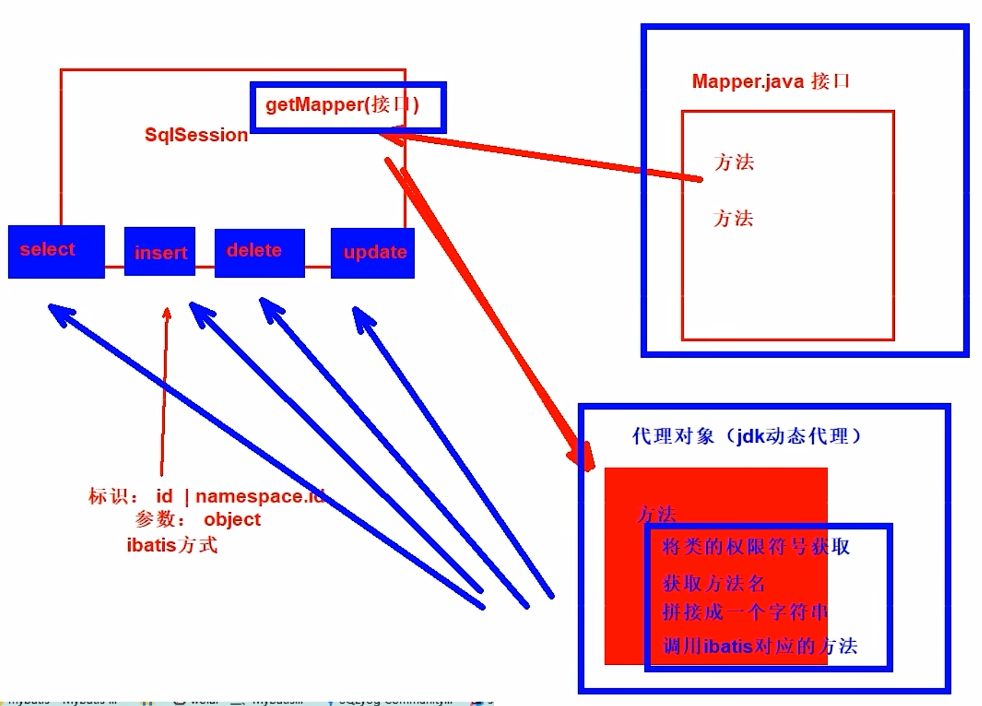 Mapper.java 接口
getMapper(接口)
SqlSession
方法
方法
select
insert
delete
update
代理对象（jdk动态代理）
标识： id | namespace.id
参数： object
ibatis方式
方法
将类的权限符号获取
获取方法名
拼接成一个字符串
调用ibatis对应的方法